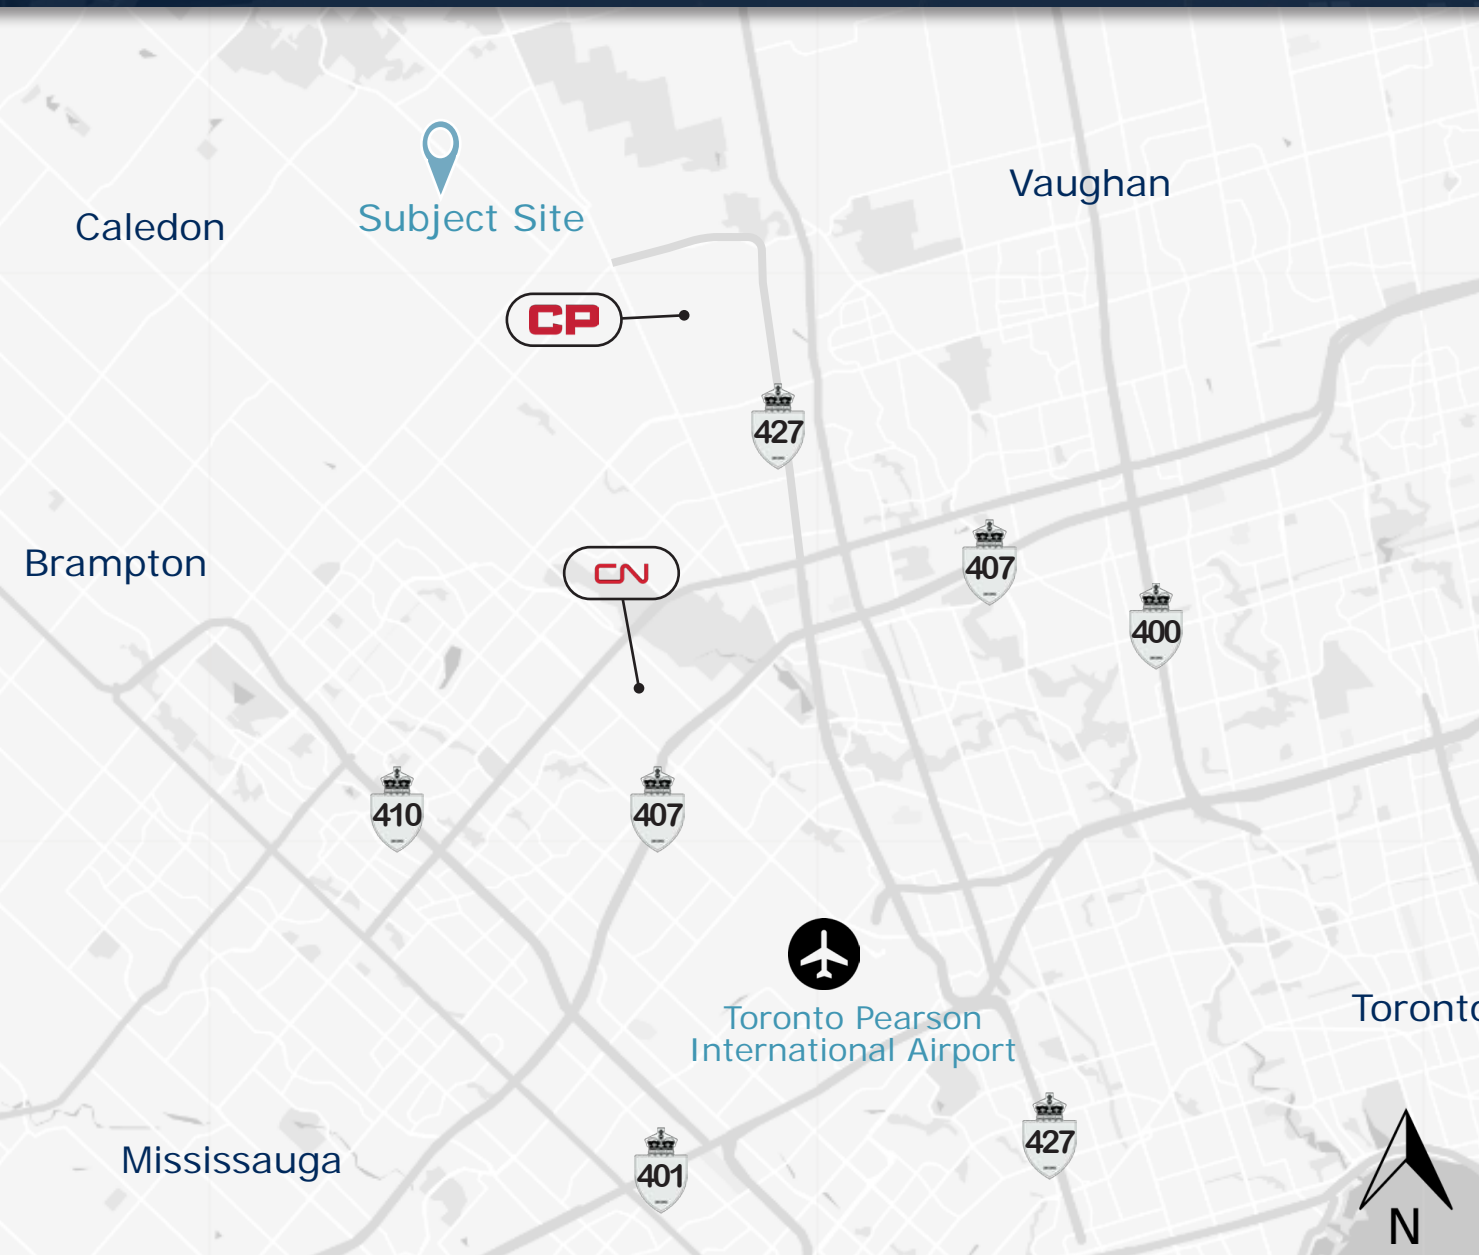 Vaughan
Caledon
Subject Site
CP
427
407
Brampton
CN
400
410
407
Toronto Pearson
International Airport
Toronto
427
Mississauga
401
N